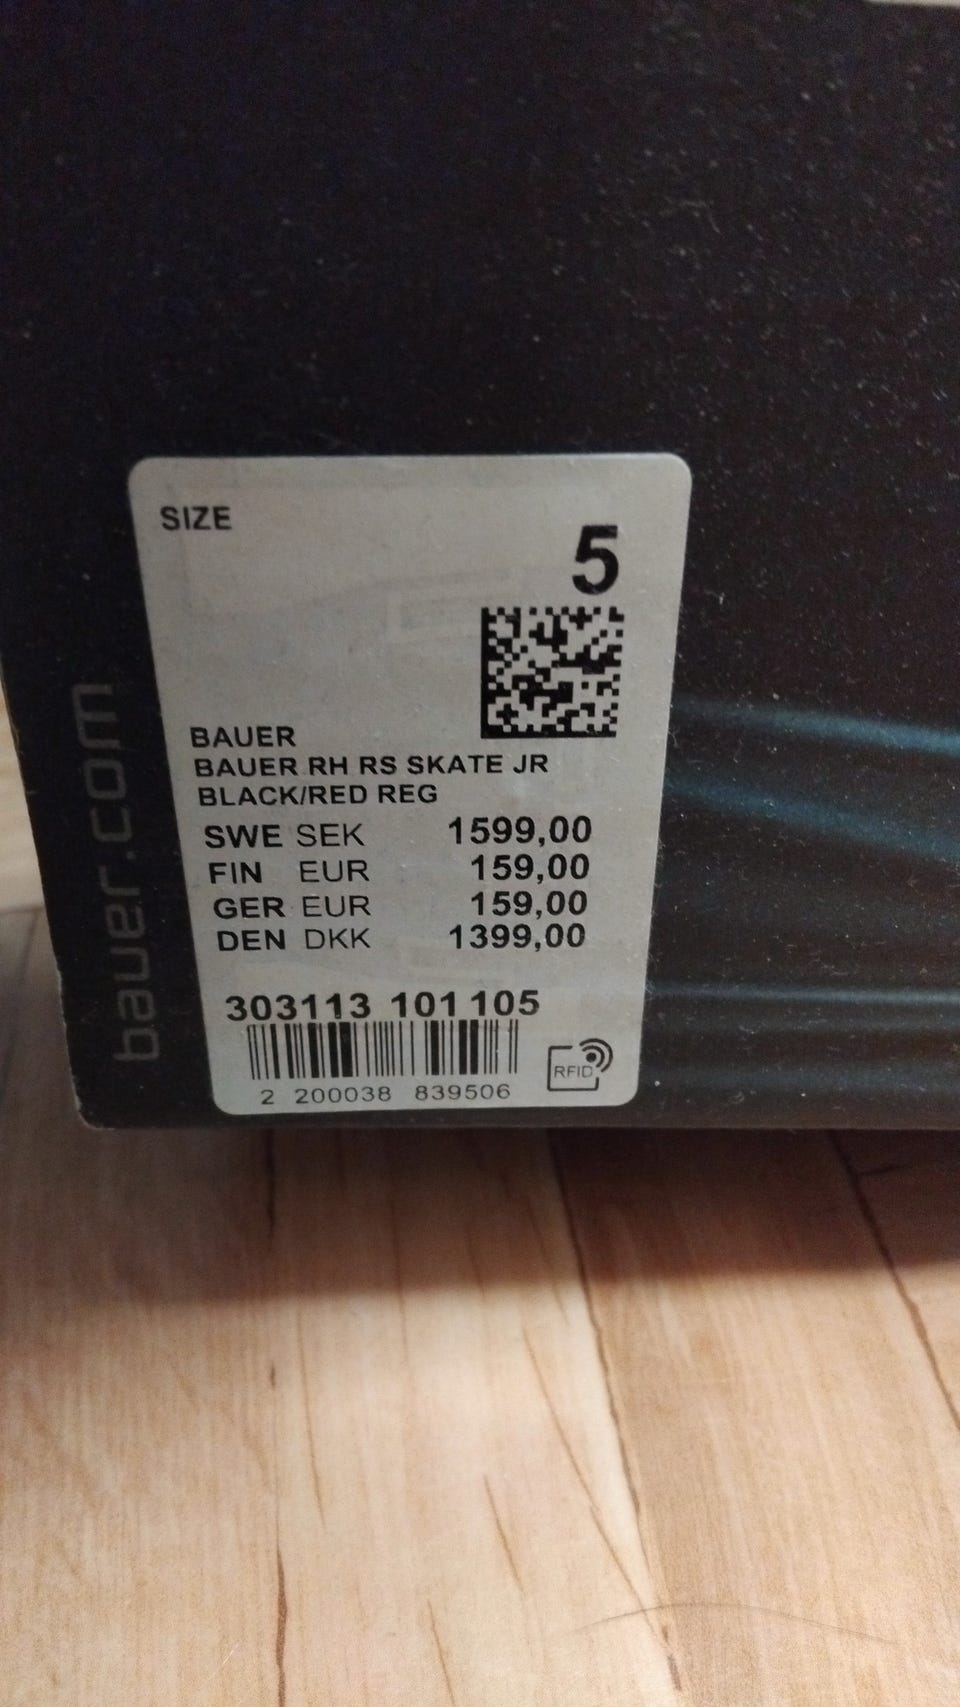 SIZE
5
BAUER
BAUER RH RS SKATE JR
BLACK/RED REG
SWE SEK 1599,00
FIN EUR 159,00
GER EUR 159,00
DEN DKK 1399,00
303113 101 105
2 200038 839506
RFID
bauer.com